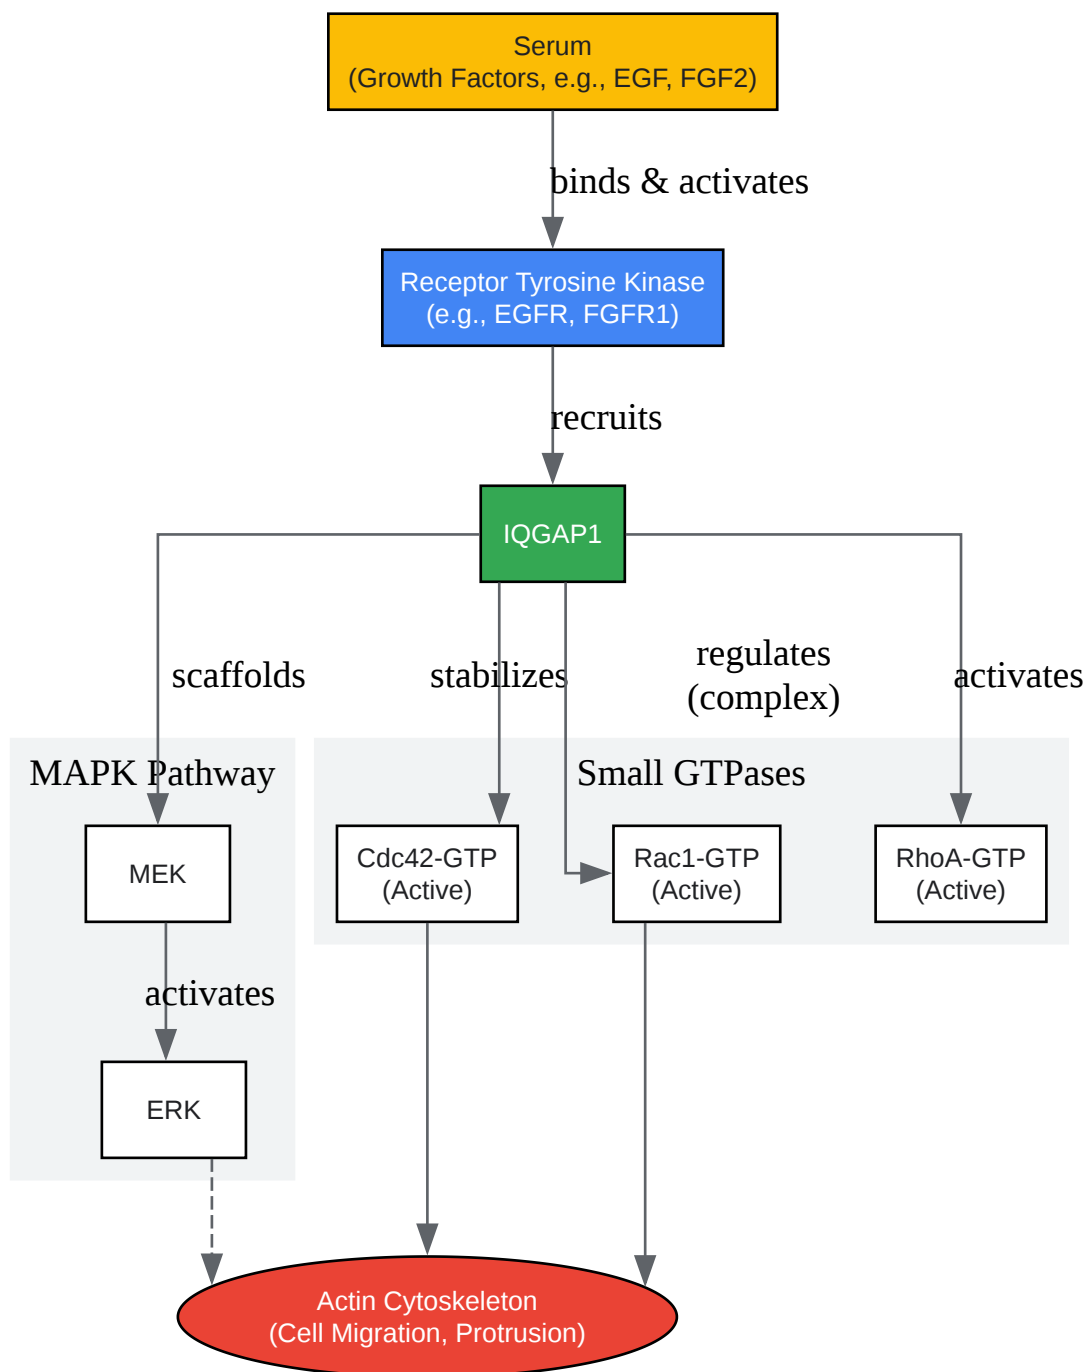 Serum
(Growth Factors, e.g., EGF, FGF2)
binds & activates
Receptor Tyrosine Kinase
(e.g., EGFR, FGFR1)
recruits
IQGAP1
scaffolds
stabilizes
regulates
(complex)
activates
MAPK Pathway
Small GTPases
MEK
Cdc42-GTP
(Active)
Rac1-GTP
(Active)
RhoA-GTP
(Active)
activates
ERK
Actin Cytoskeleton
(Cell Migration, Protrusion)